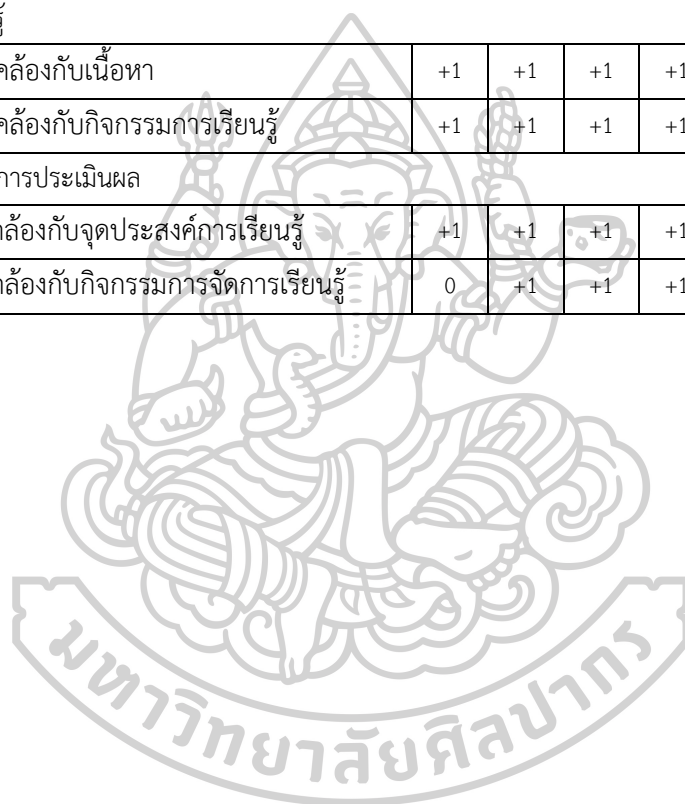 รู้
คล้องกับเนื้อหา +1 +1 +1 +1
คล้องกับกิจกรรมการเรียนรู้ +1 +1 +1 +1
การประเมินผล
คล้องกับจุดประสงค์การเรียนรู้ +1 +1 +1 +1
คล้องกับกิจกรรมการจัดการเรียนรู้ 0 +1 +1 +1
มหาวิทยาลัยศิลปากร